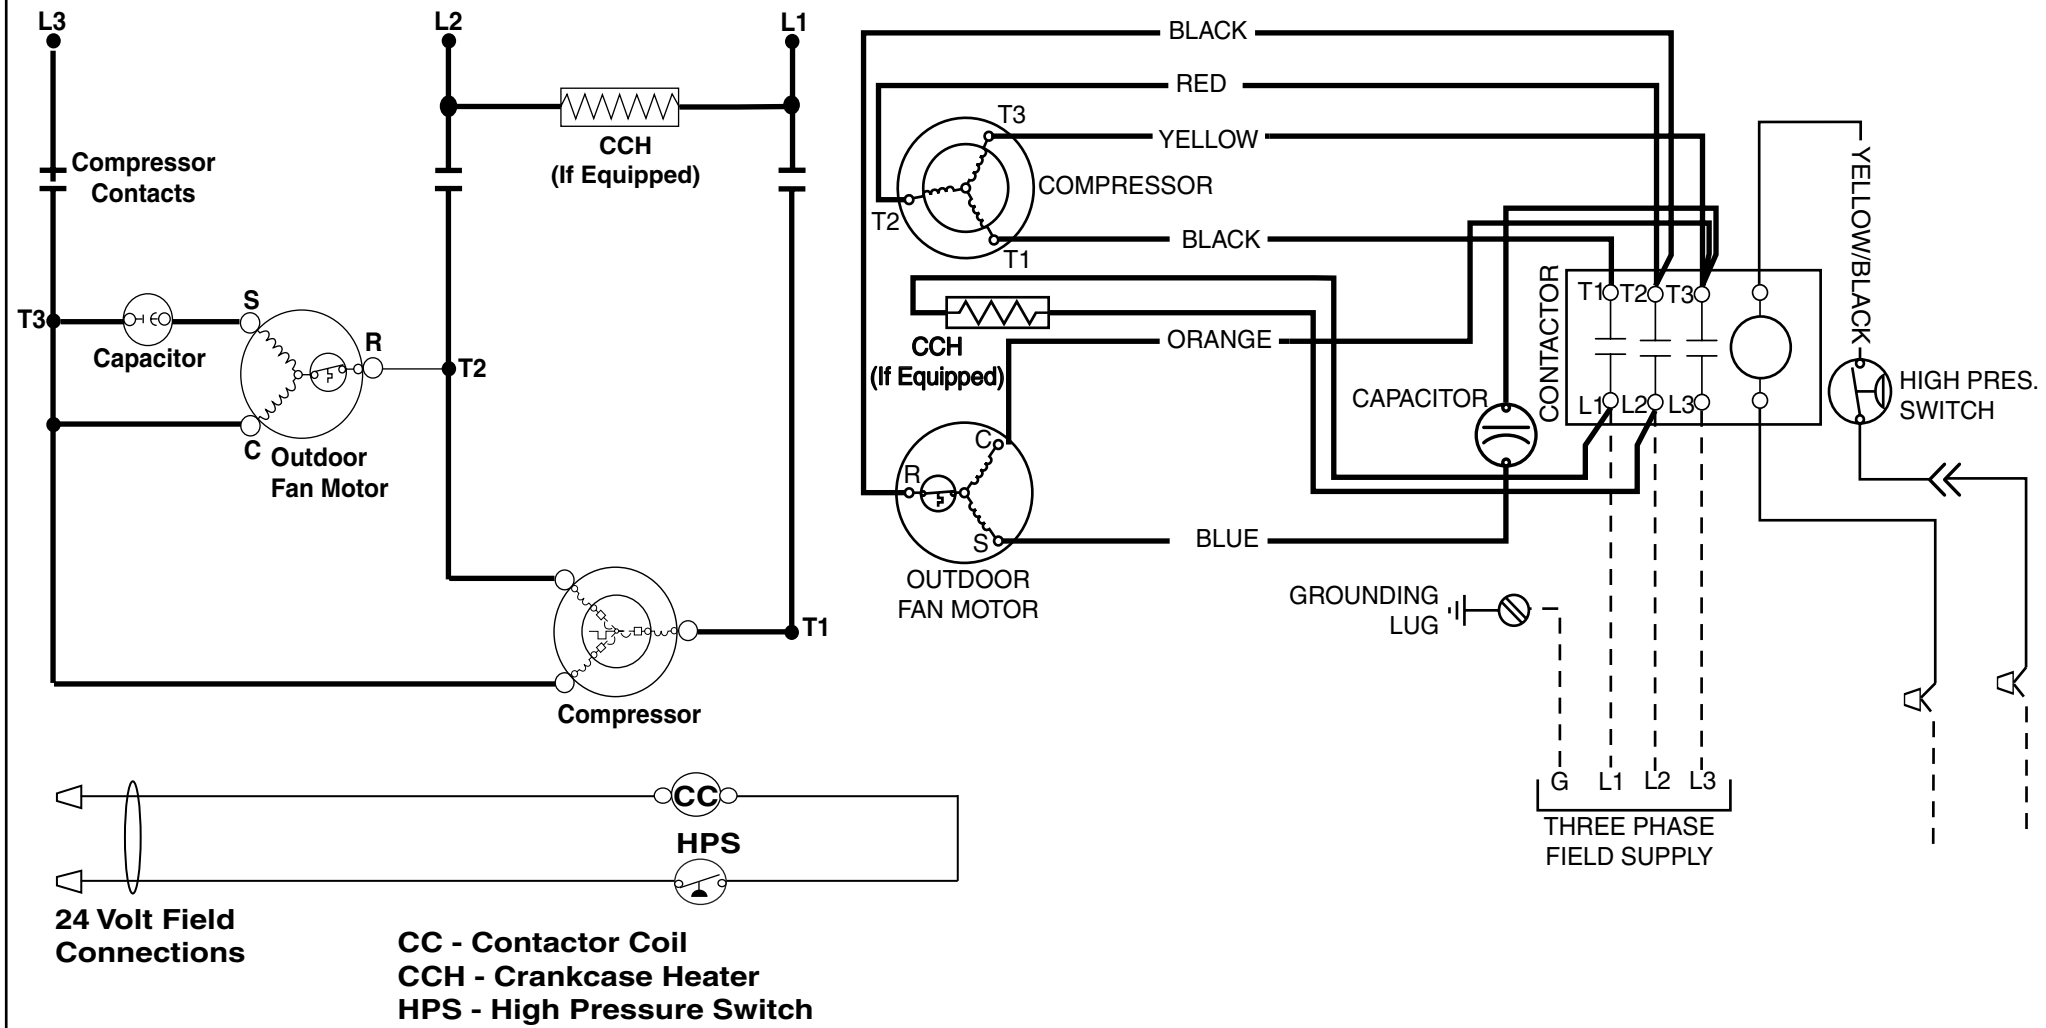 L3
L2
L1
CCH
(If Equipped)
Compressor
Contacts
T3
Capacitor
S
R
T2
C
Outdoor
Fan Motor
T1
Compressor
CC
HPS
24 Volt Field
Connections
CC - Contactor Coil
CCH - Crankcase Heater
HPS - High Pressure Switch
BLACK
RED
T3
YELLOW
COMPRESSOR
T2
BLACK
T1
YELLOW/BLACK
CONTACTOR
T1
T2
T3
CCH
(If Equipped)
ORANGE
CAPACITOR
L1
L2
L3
HIGH PRES.
SWITCH
C
R
S
BLUE
OUTDOOR
FAN MOTOR
GROUNDING
LUG
G
L1
L2
L3
THREE PHASE
FIELD SUPPLY